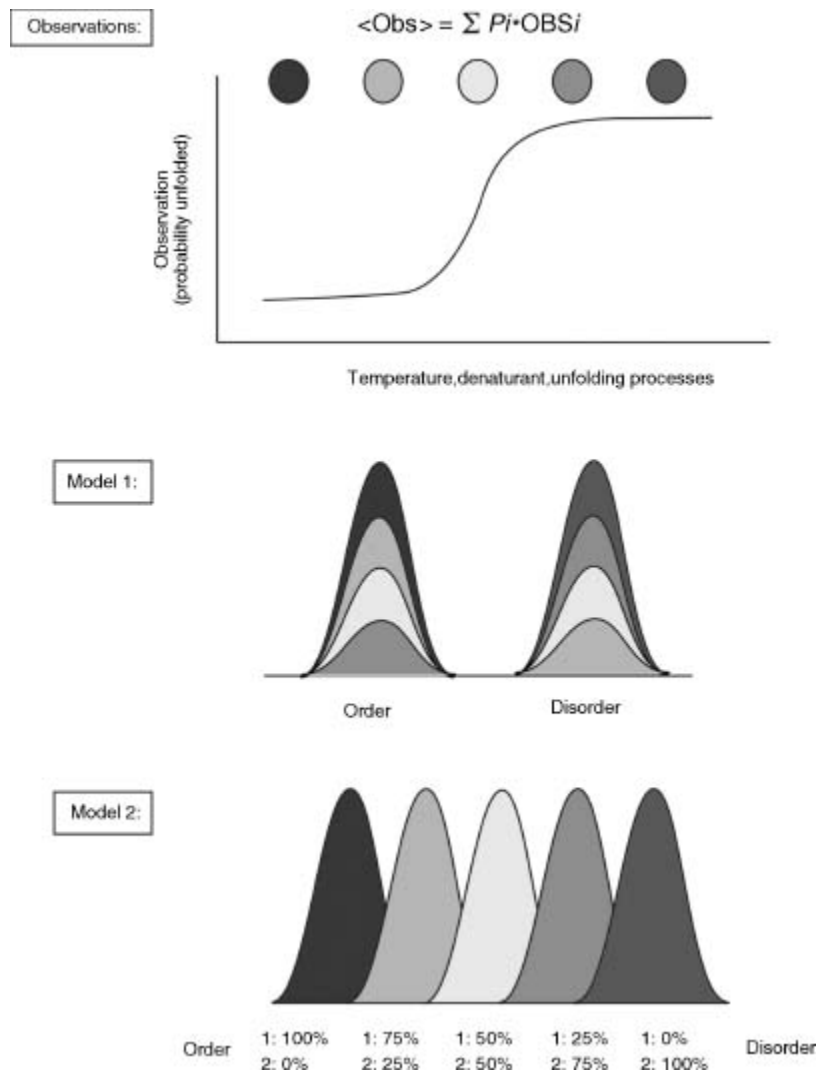 Observations:
<Obs> = Σ Pi•OBSi
Observation
(probability unfolded)
Temperature,denaturant,unfolding processes
Model 1:
Order
Disorder
Model 2:
Order
1: 100%
2: 0%
1: 75%
2: 25%
1: 50%
2: 50%
1: 25%
2: 75%
1: 0%
2: 100%
Disorder